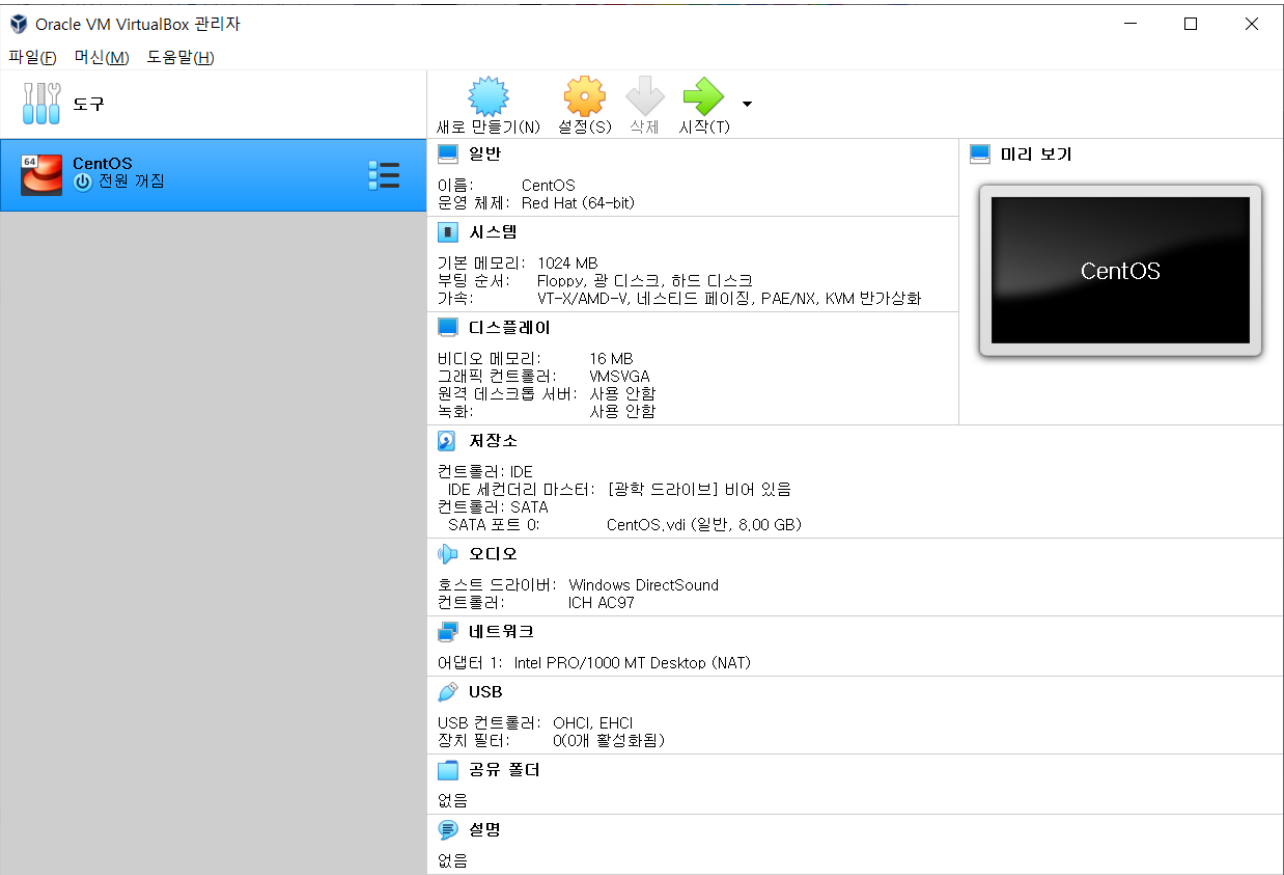 Oracle VM VirtualBox 관리자
파일(F) 머신(M) 도움말(H)
도구
새로 만들기(N) 설정(S) 삭제 시작(T)
64
CentOS
전원 꺼짐
일반
이름: CentOS
운영 체제: Red Hat (64-bit)
시스템
기본 메모리: 1024 MB
부팅 순서: Floppy, 광 디스크, 하드 디스크
가속: VT-X/AMD-V, 네스티드 페이징, PAE/NX, KVM 반가상화
디스플레이
비디오 메모리: 16 MB
그래픽 컨트롤러: VMSVGA
원격 데스크톱 서버: 사용 안함
녹화: 사용 안함
미리 보기
CentOS
저장소
컨트롤러: IDE
IDE 세컨더리 마스터: [광학 드라이브] 비어 있음
컨트롤러: SATA
SATA 포트 0: CentOS.vdi (일반, 8.00 GB)
오디오
호스트 드라이버: Windows DirectSound
컨트롤러: ICH AC97
네트워크
어댑터 1: Intel PRO/1000 MT Desktop (NAT)
USB
USB 컨트롤러: OHCI, EHCI
장치 필터: 0(0개 활성화됨)
공유 폴더
없음
설명
없음